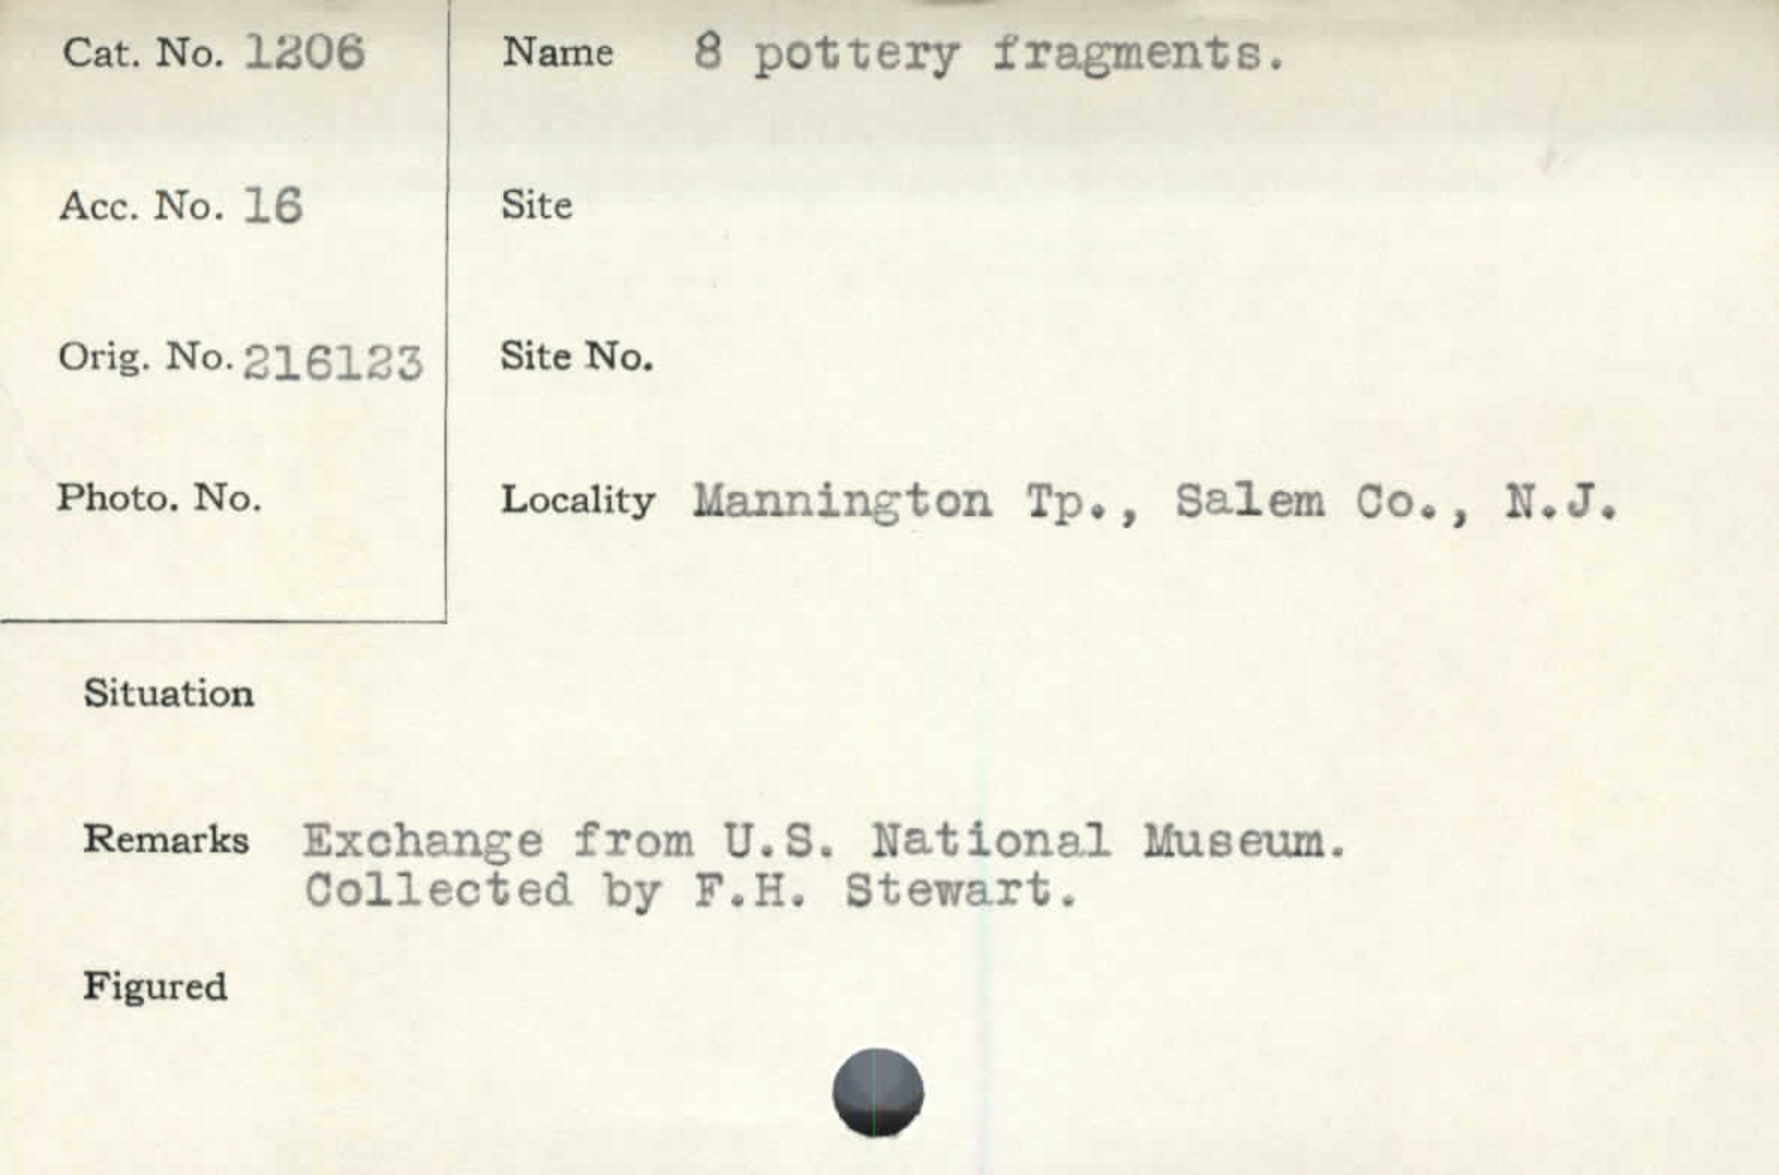 Cat. No. 1206
Name 8 pottery fragments.
Acc. No. 16
Site
Orig. No. 216123
Site No.
Photo. No.
Locality Mannington Tp., Salem Co., N.J.
Situation
Remarks Exchange from U.S. National Museum.
Collected by F.H. Stewart.
Figured